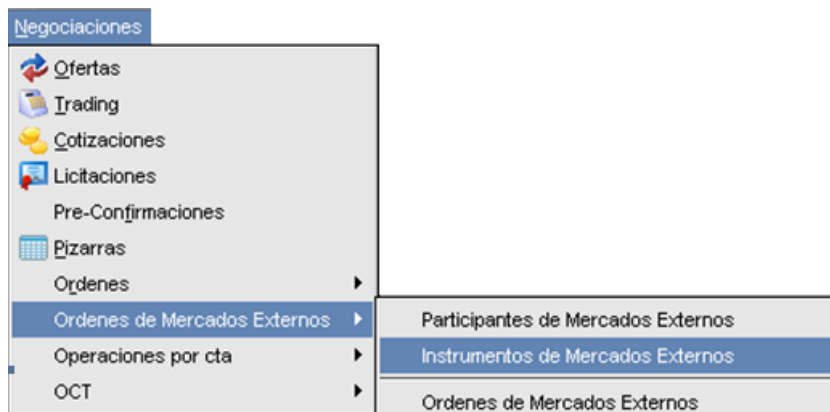 Negociaciones
Ofertas
Trading
Cotizaciones
Licitaciones
Pre-Confirmaciones
Pizarras
Ordenes
Ordenes de Mercados Externos
Participantes de Mercados Externos
Operaciones por cta
Instrumentos de Mercados Externos
OCT
Ordenes de Mercados Externos